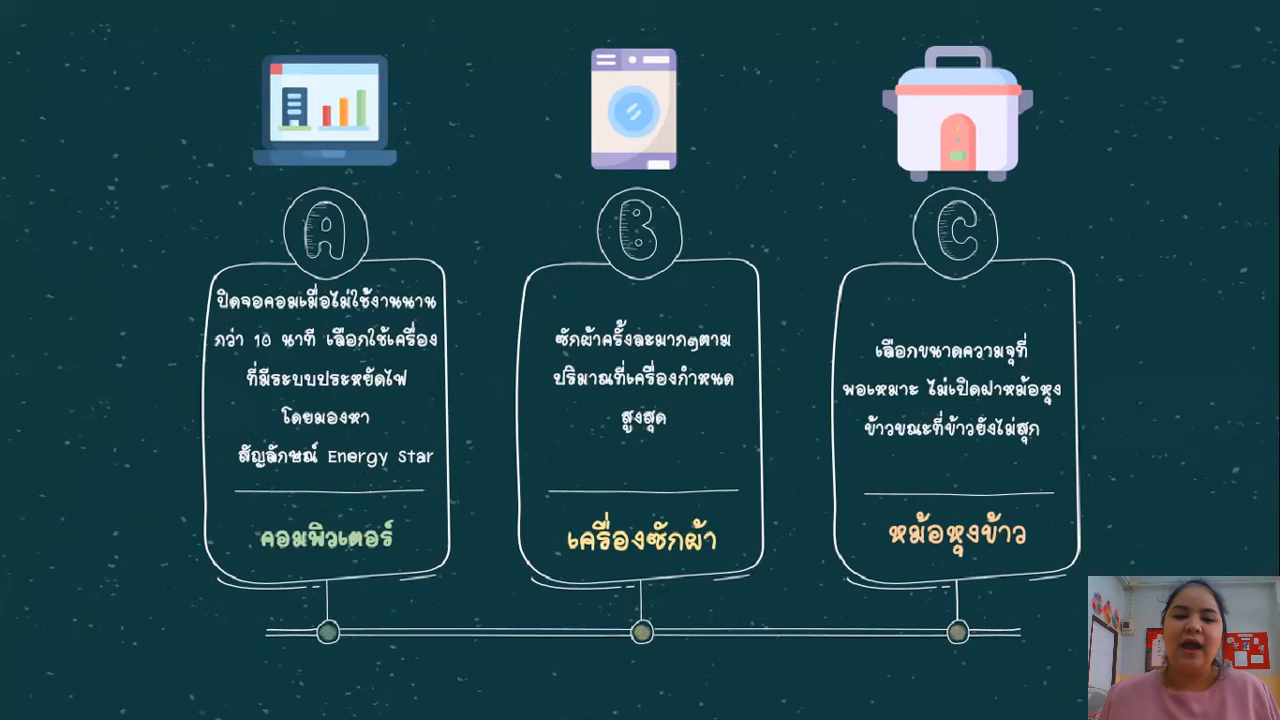 A
ปิดจอคอมเมื่อไม่ใช้งานนาน
กว่า 10 นาที เลือกใช้เครื่อง
ที่มีระบบประหยัดไฟ
โดยมองหา
สัญลักษณ์ Energy Star
คอมพิวเตอร์
B
ซักผ้าครั้งละมากๆตาม
ปริมาณที่เครื่องกำหนด
สูงสุด
เครื่องซักผ้า
C
เลือกขนาดความจุที่
พอเหมาะ ไม่เปิดฝาหม้อหุง
ข้าวขณะที่ข้าวยังไม่สุก
หม้อหุงข้าว